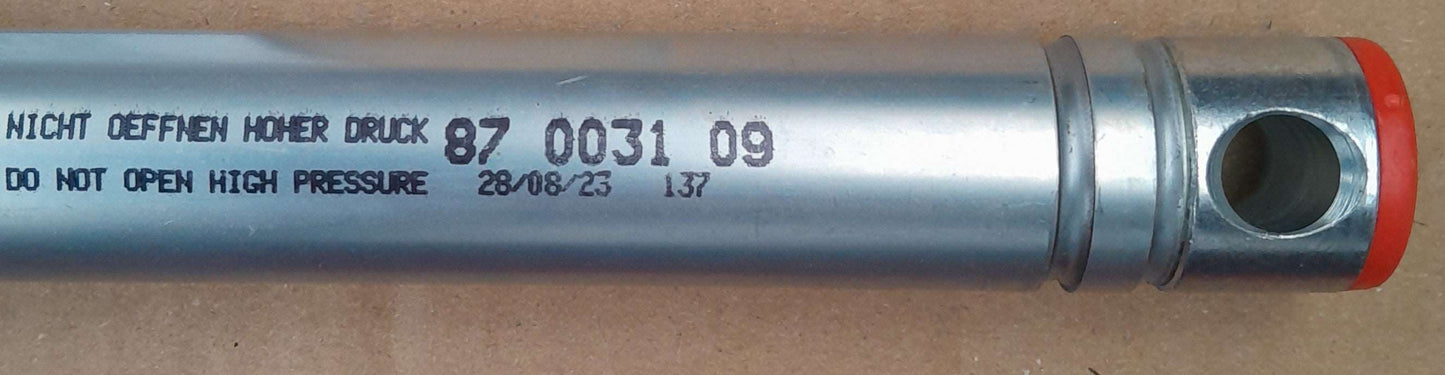 NICHT OEFFNEN HOHER DRUCK 87 0031 09
DO NOT OPEN HIGH PRESSURE 28/08/23 137